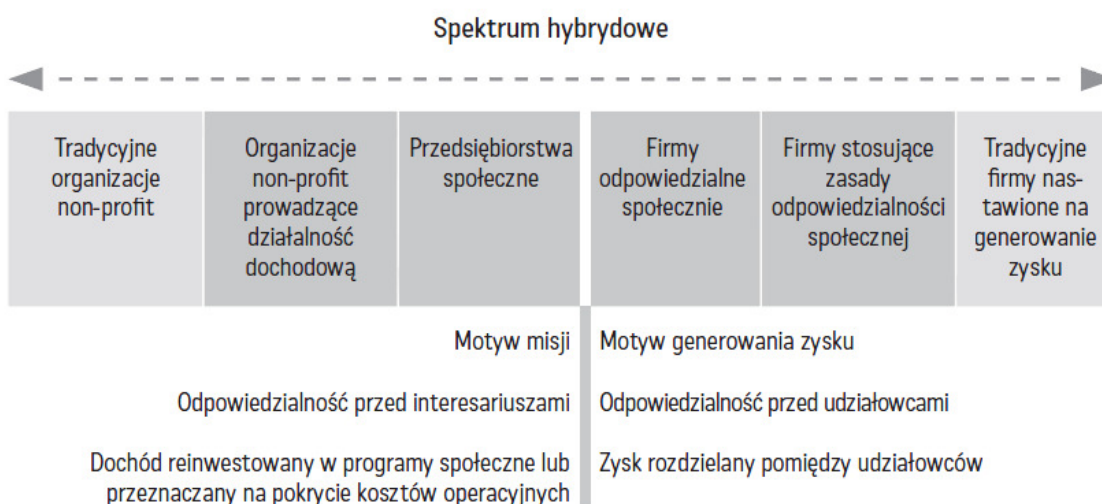 Spektrum hybrydowe
Tradycyjne
organizacje
non-profit
Organizacje
non-profit
prowadzące
działalność
dochodową
Przedsiębiorstwa
społeczne
Firmy
odpowiedzialne
społecznie
Firmy stosujące
zasady
odpowiedzialności
społecznej
Tradycyjne
firmy nas-
tawione na
generowanie
zysku
Motyw misji
Motyw generowania zysku
Odpowiedzialność przed interesariuszami
Odpowiedzialność przed udziałowcami
Dochód reinwestowany w programy społeczne lub
przeznaczany na pokrycie kosztów operacyjnych
Zysk rozdzielany pomiędzy udziałowców